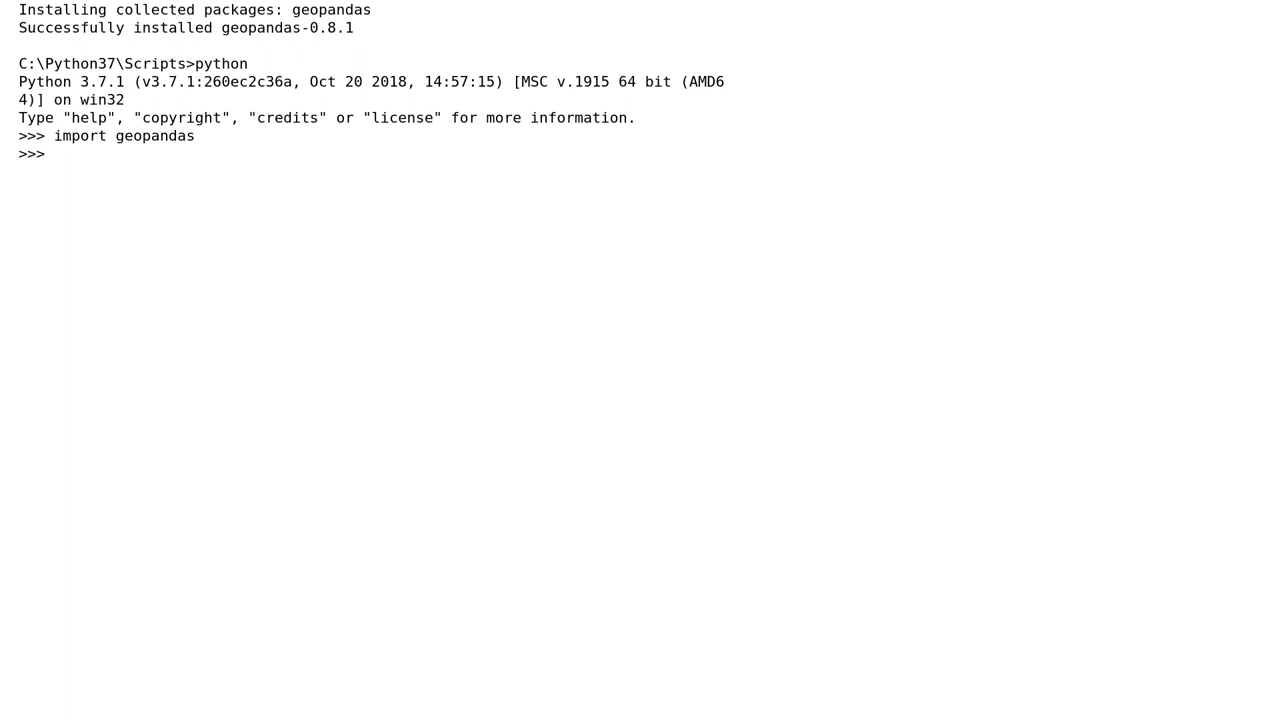 Installing collected packages: geopandas
Successfully installed geopandas-0.8.1
C:\Python37\Scripts>python
Python 3.7.1 (v3.7.1:260ec2c36a, Oct 20 2018, 14:57:15) [MSC v.1915 64 bit (AMD6
4)] on win32
Type "help", "copyright", "credits" or "license" for more information.
>>> import geopandas
>>>